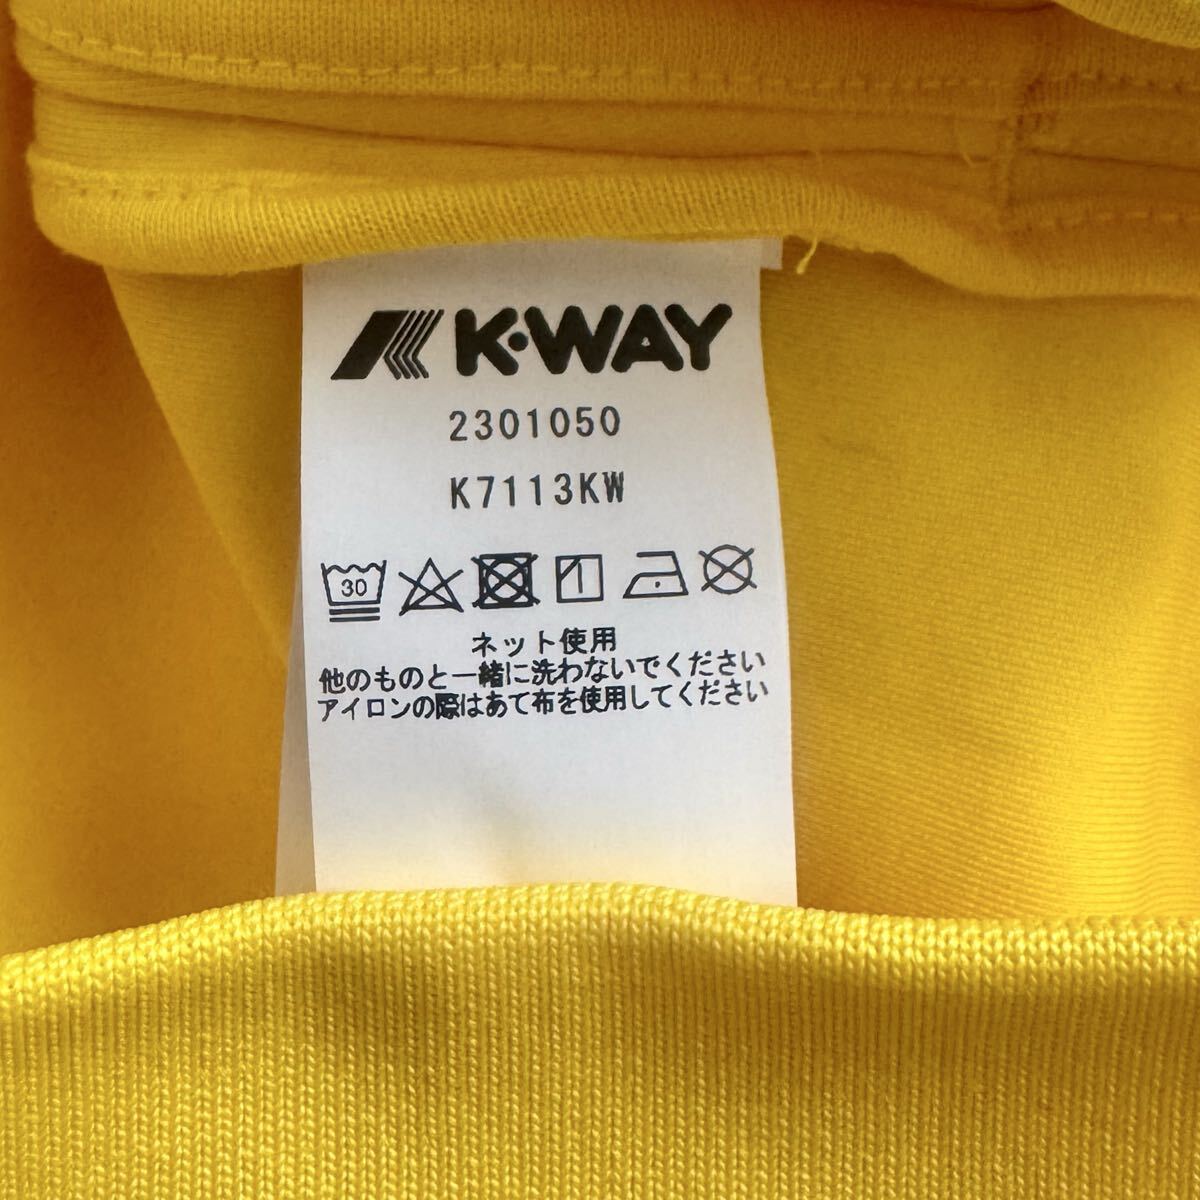 K·WAY
2301050
K7113KW
30
ネット使用
他のものと一緒に洗わないでください
アイロンの際はあて布を使用してください